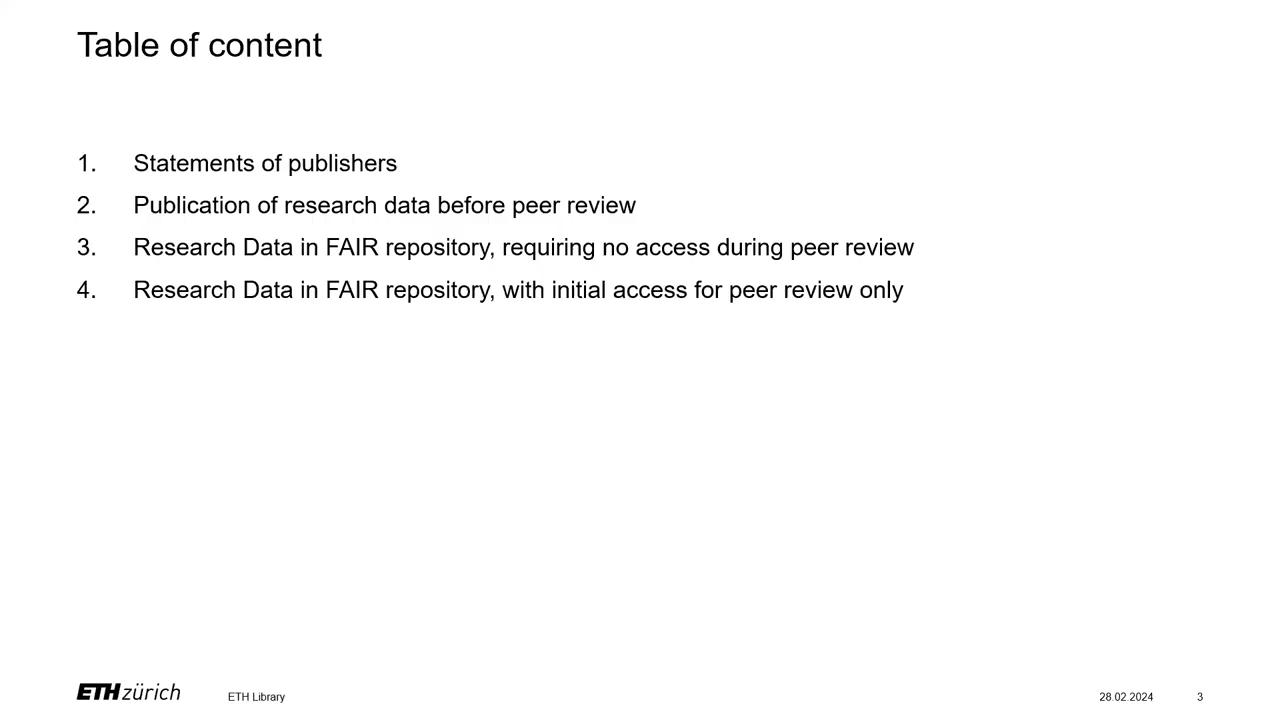 Table of content
1. Statements of publishers
2. Publication of research data before peer review
3. Research Data in FAIR repository, requiring no access during peer review
4. Research Data in FAIR repository, with initial access for peer review only
ETH zürich ETH Library 28.02.2024 3